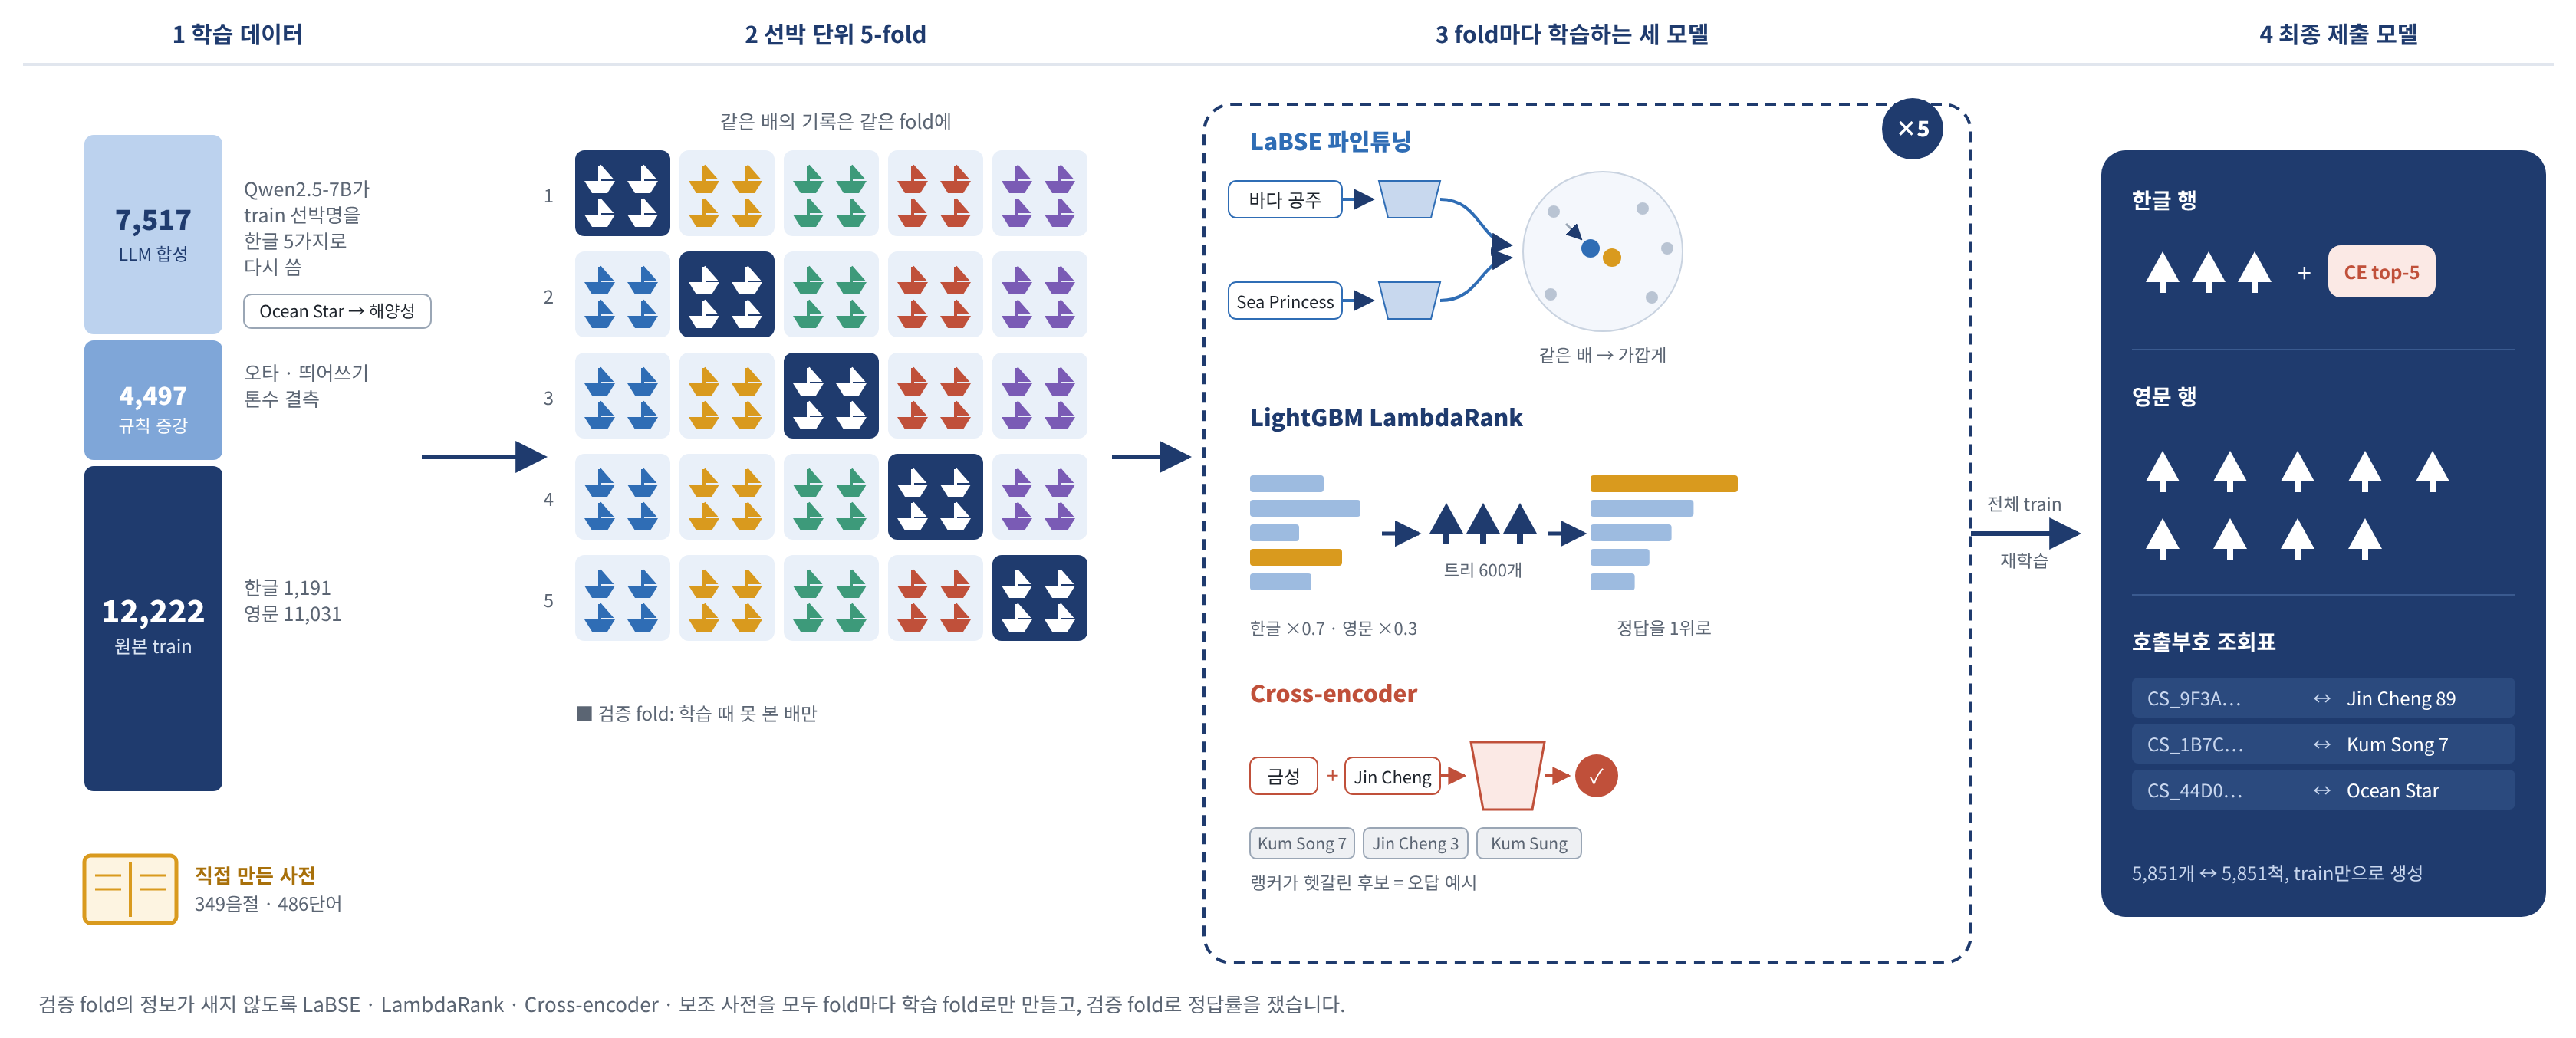 1 학습 데이터
2 선박 단위 5-fold
3 fold마다 학습하는 세 모델
4 최종 제출 모델
7,517
LLM 합성
Qwen2.5-7B가
train 선박명을
한글 5가지로
다시 씀
Ocean Star → 해양성
4,497
규칙 증강
오타 · 띄어쓰기
톤수 결측
12,222
원본 train
한글 1,191
영문 11,031
직접 만든 사전
349음절 · 486단어
같은 배의 기록은 같은 fold에
1
2
3
4
5
■ 검증 fold: 학습 때 못 본 배만
×5
LaBSE 파인튜닝
바다 공주
Sea Princess
같은 배 → 가깝게
LightGBM LambdaRank
트리 600개
한글 ×0.7 · 영문 ×0.3
정답을 1위로
Cross-encoder
금성 + Jin Cheng ✓
Kum Song 7
Jin Cheng 3
Kum Sung
랭커가 헷갈린 후보 = 오답 예시
전체 train
재학습
한글 행
+ CE top-5
영문 행
호출부호 조회표
CS_9F3A… ↔ Jin Cheng 89
CS_1B7C… ↔ Kum Song 7
CS_44D0… ↔ Ocean Star
5,851개 ↔ 5,851척, train만으로 생성
검증 fold의 정보가 새지 않도록 LaBSE · LambdaRank · Cross-encoder · 보조 사전을 모두 fold마다 학습 fold로만 만들고, 검증 fold로 정답률을 쟀습니다.